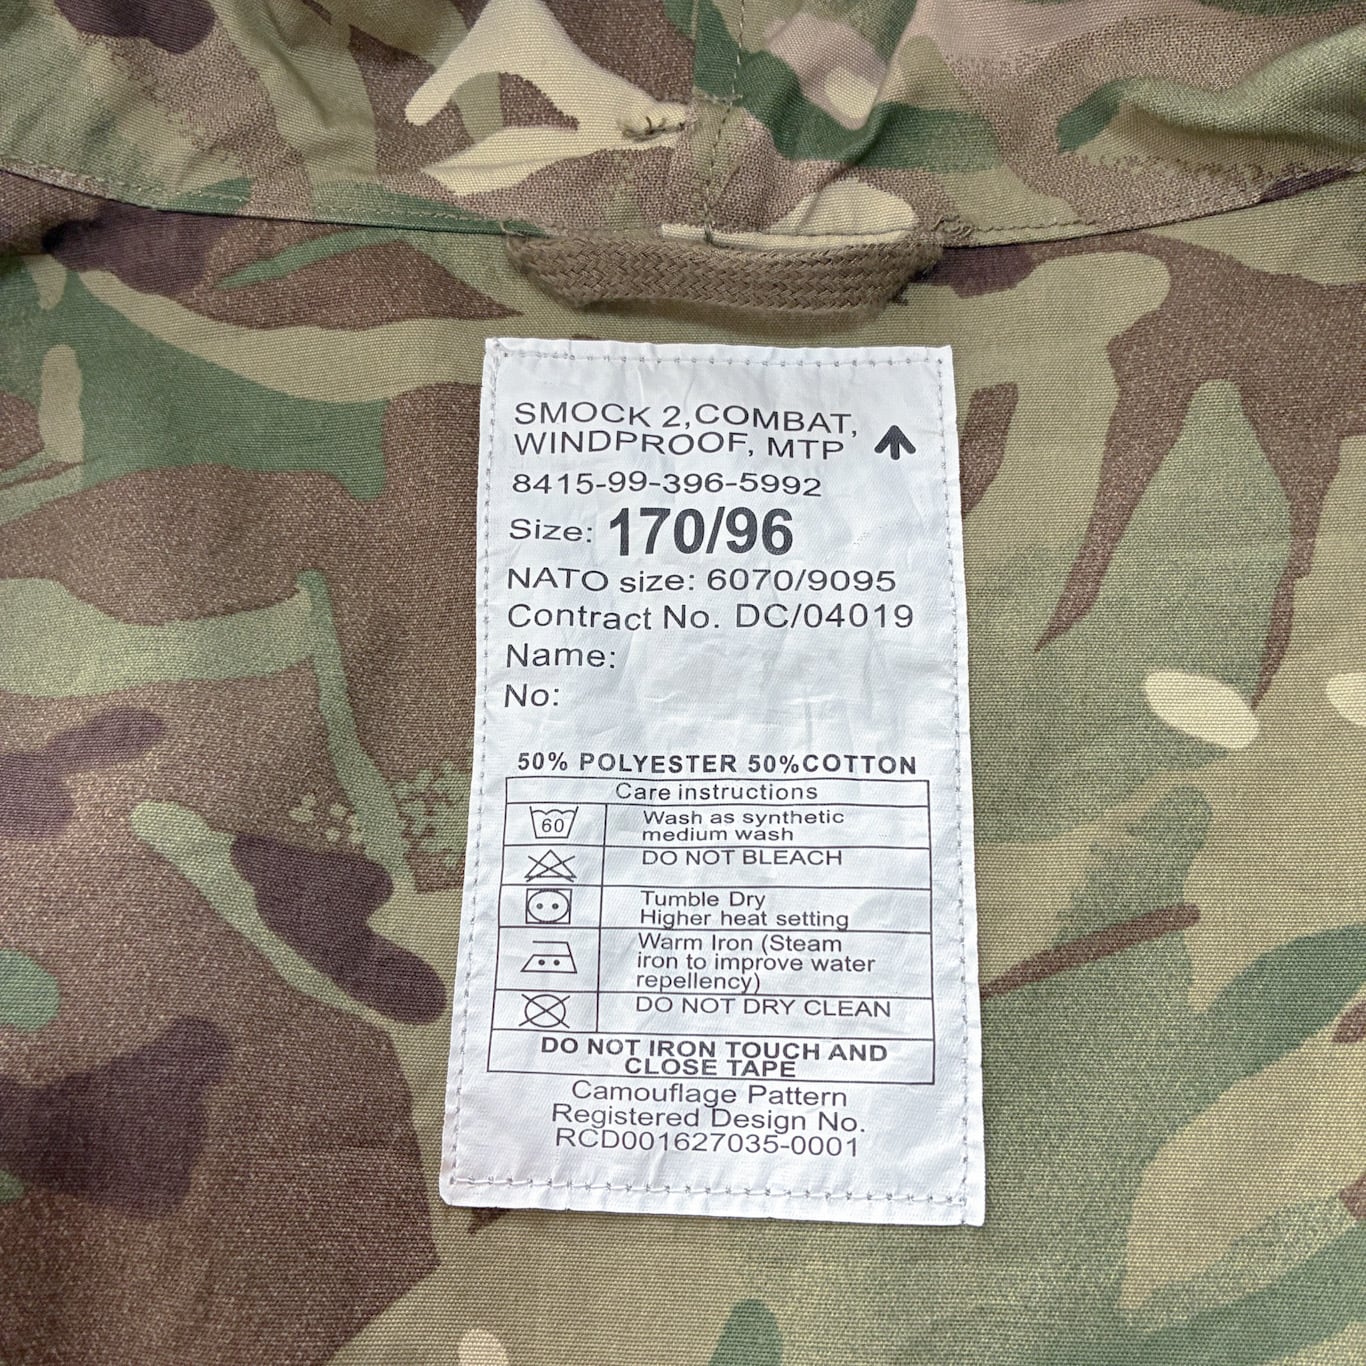 SMOCK 2,COMBAT,
WINDPROOF, MTP
8415-99-396-5992
Size: 170/96
NATO size: 6070/9095
Contract No. DC/04019
Name:
No:
50% POLYESTER 50%COTTON
Care instructions
60
Wash as synthetic
medium wash
DO NOT BLEACH
Tumble Dry
Higher heat setting
Warm Iron (Steam
iron to improve water
repellency)
DO NOT DRY CLEAN
DO NOT IRON TOUCH AND
CLOSE TAPE
Camouflage Pattern
Registered Design No.
RCD001627035-0001